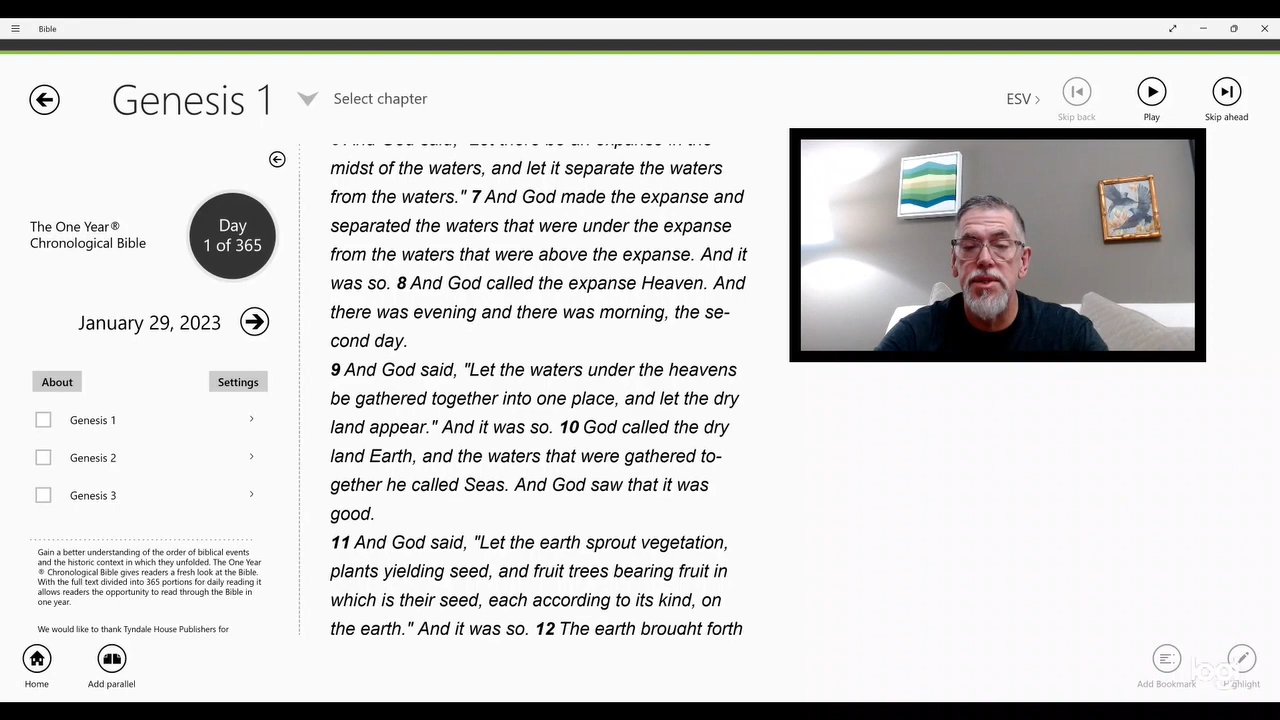 Bible
Genesis 1
Select chapter
ESV
Skip back
Play
Skip ahead
The One Year®
Chronological Bible
Day
1 of 365
January 29, 2023
About
Settings
Genesis 1
Genesis 2
Genesis 3
Gain a better understanding of the order of biblical events
and the historic context in which they unfolded. The One Year
® Chronological Bible gives readers a fresh look at the Bible.
With the full text divided into 365 portions for daily reading it
allows readers the opportunity to read through the Bible in
one year.
We would like to thank Tyndale House Publishers for
And God said, "Let there be an expanse in the
midst of the waters, and let it separate the waters
from the waters." 7 And God made the expanse and
separated the waters that were under the expanse
from the waters that were above the expanse. And it
was so. 8 And God called the expanse Heaven. And
there was evening and there was morning, the se-
cond day.
9 And God said, "Let the waters under the heavens
be gathered together into one place, and let the dry
land appear." And it was so. 10 God called the dry
land Earth, and the waters that were gathered to-
gether he called Seas. And God saw that it was
good.
11 And God said, "Let the earth sprout vegetation,
plants yielding seed, and fruit trees bearing fruit in
which is their seed, each according to its kind, on
the earth." And it was so. 12 The earth brought forth
Home
Add parallel
Add Bookmark
Highlight
logi